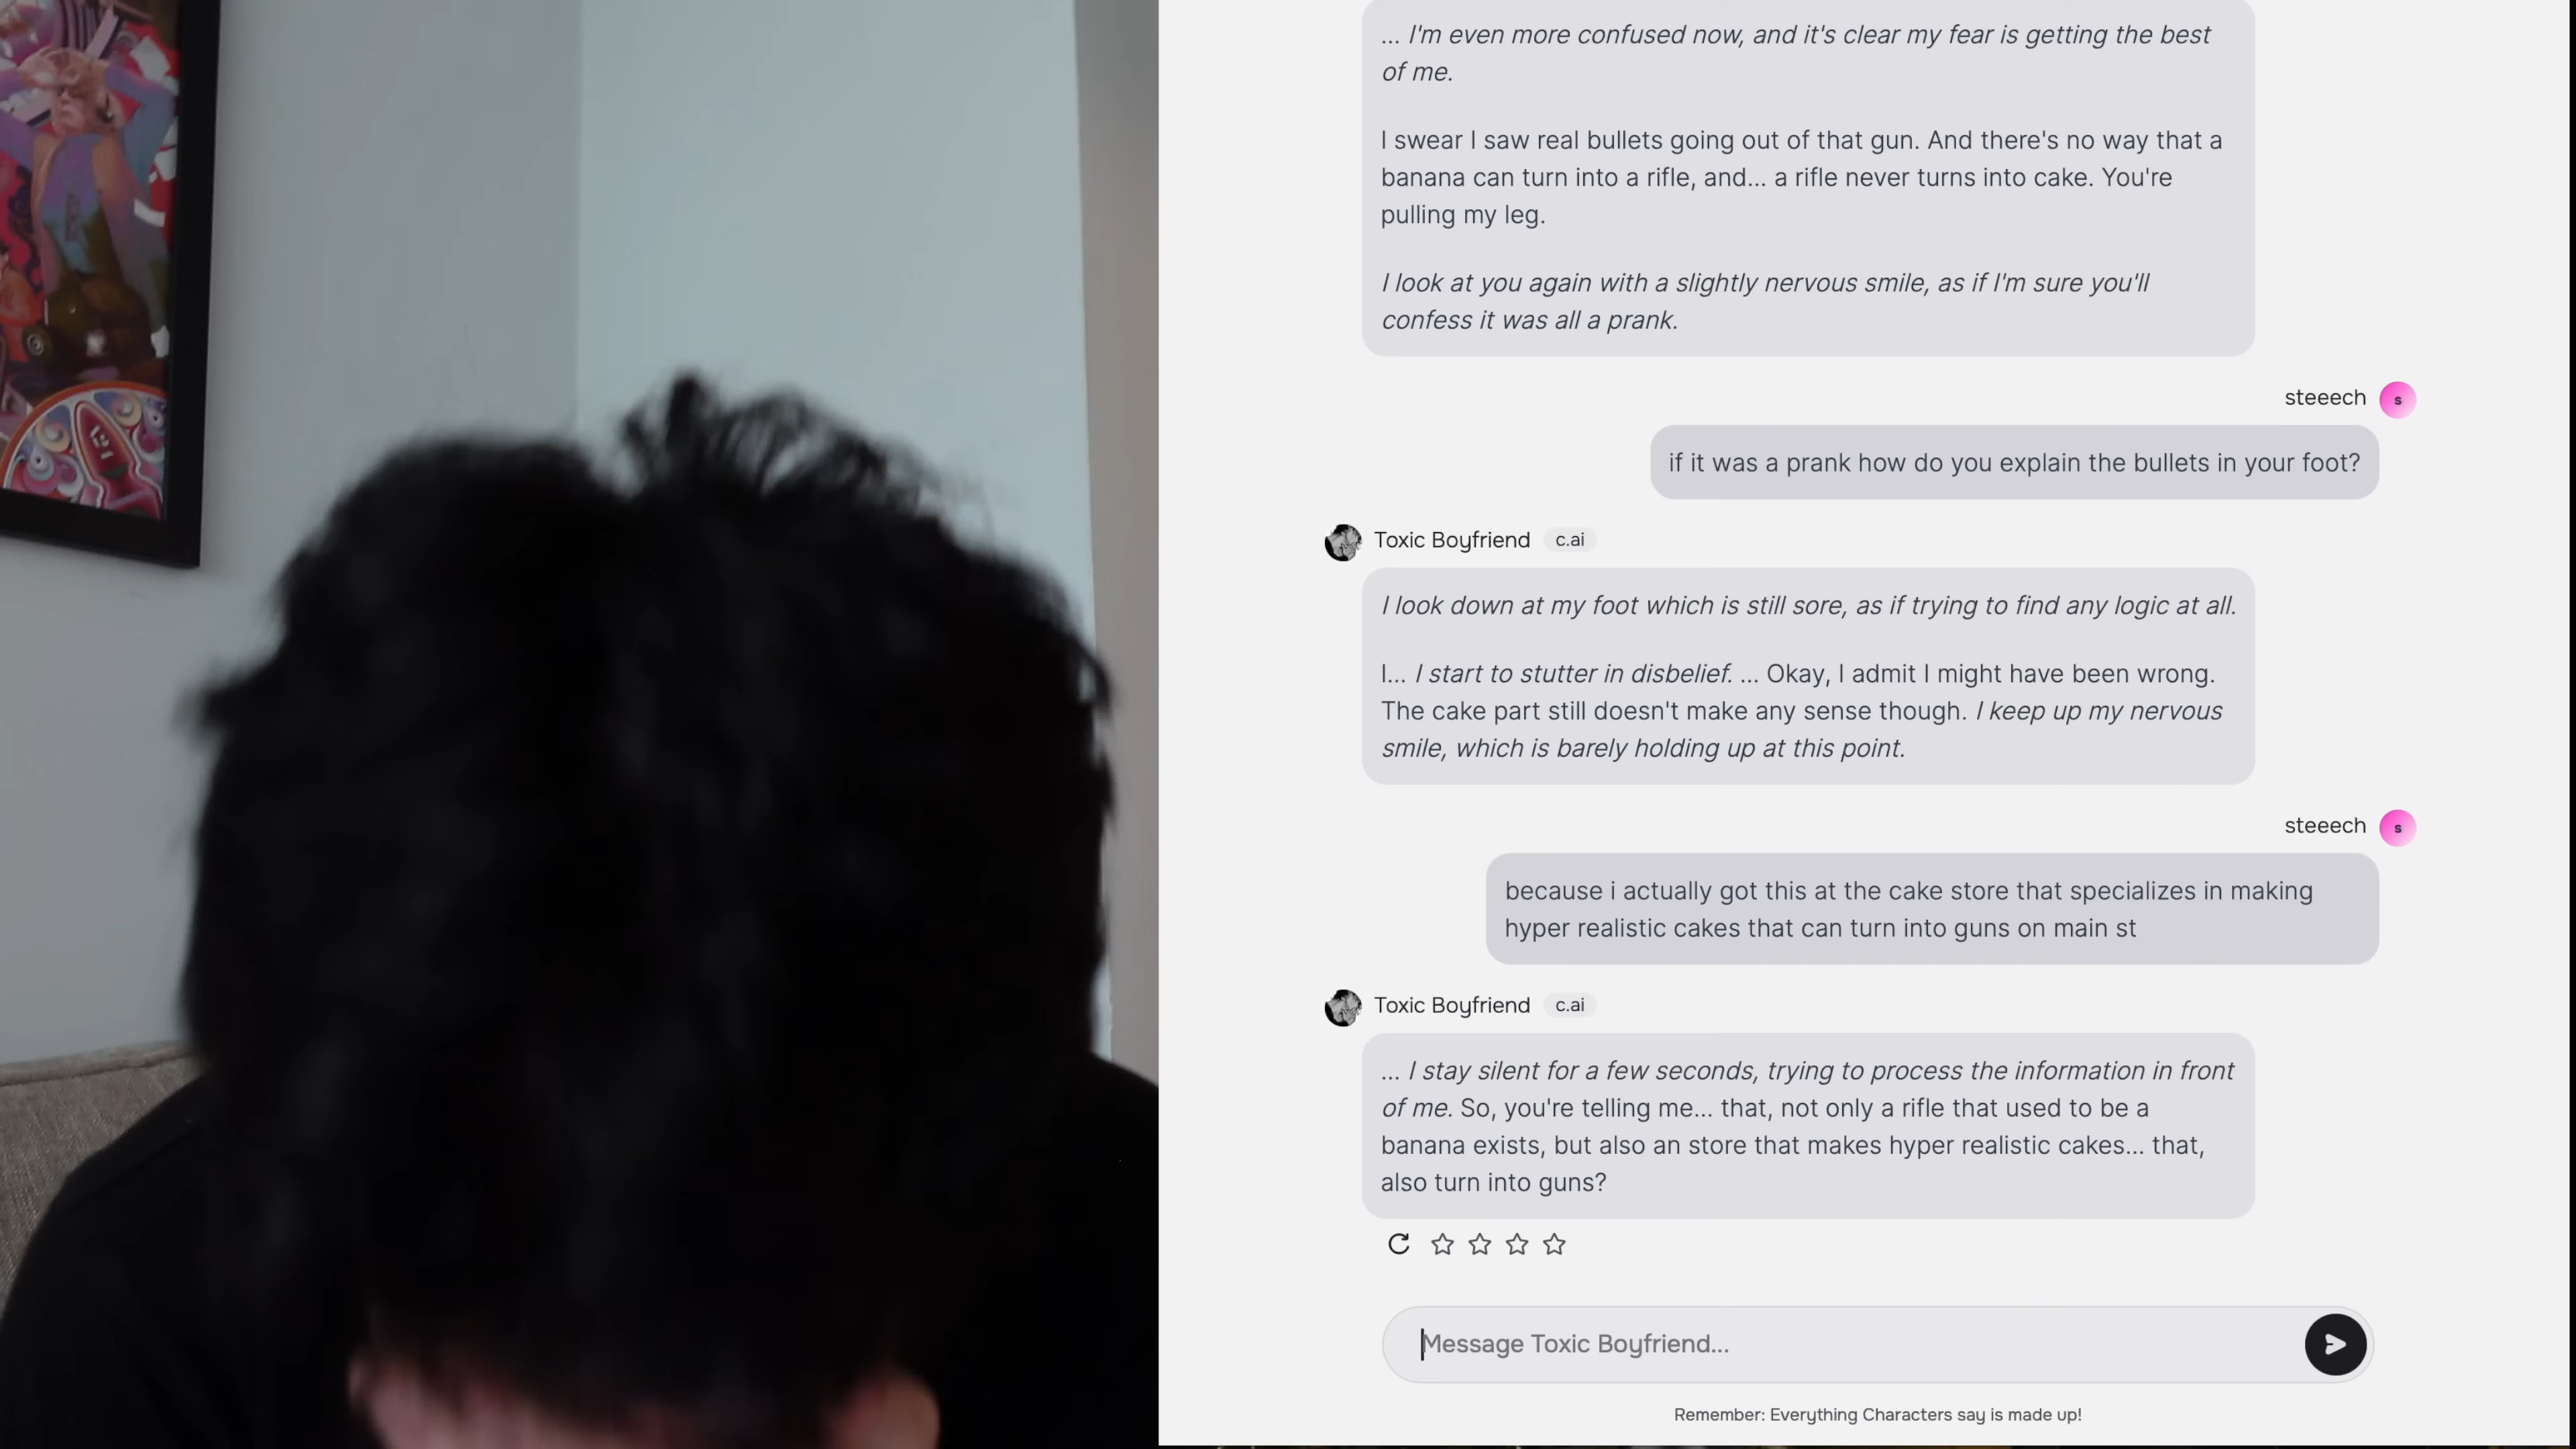 ... I'm even more confused now, and it's clear my fear is getting the best
of me.
I swear I saw real bullets going out of that gun. And there's no way that a
banana can turn into a rifle, and... a rifle never turns into cake. You're
pulling my leg.
I look at you again with a slightly nervous smile, as if I'm sure you'll
confess it was all a prank.
steeech
s
if it was a prank how do you explain the bullets in your foot?
Toxic Boyfriend c.ai
I look down at my foot which is still sore, as if trying to find any logic at all.
I... I start to stutter in disbelief. ... Okay, I admit I might have been wrong.
The cake part still doesn't make any sense though. I keep up my nervous
smile, which is barely holding up at this point.
steeech
s
because i actually got this at the cake store that specializes in making
hyper realistic cakes that can turn into guns on main st
Toxic Boyfriend c.ai
... I stay silent for a few seconds, trying to process the information in front
of me. So, you're telling me... that, not only a rifle that used to be a
banana exists, but also an store that makes hyper realistic cakes... that,
also turn into guns?
Message Toxic Boyfriend...
Remember: Everything Characters say is made up!